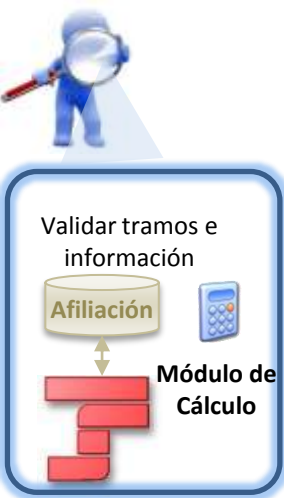 Validar tramos e
información
Afiliación
Módulo de
Cálculo